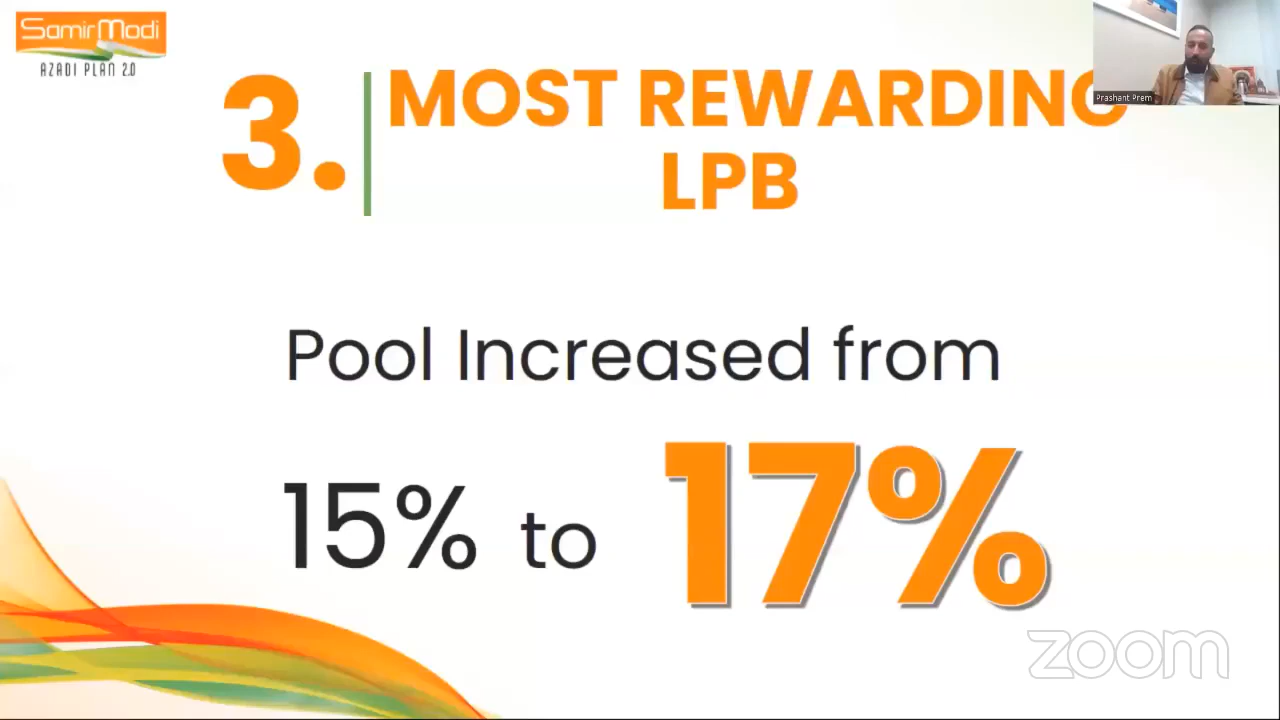 SamirModi
AZADI PLAN 2.0
Prashant Prem
3.
MOST REWARDING
LPB
Pool Increased from
15% to 17%
zoom